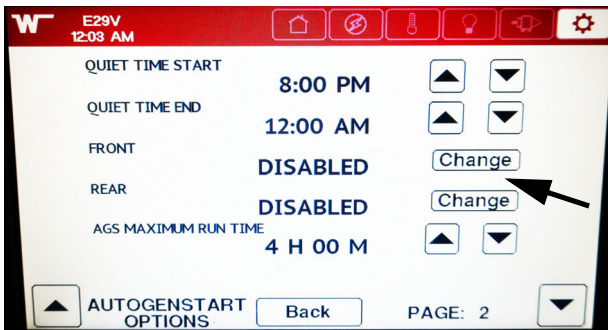 E29V
12:03 AM
QUIET TIME START
8:00 PM
QUIET TIME END
12:00 AM
FRONT
DISABLED
Change
REAR
DISABLED
Change
AGS MAXIMUM RUN TIME
4 H 00 M
AUTOGENSTART
OPTIONS
Back
PAGE: 2